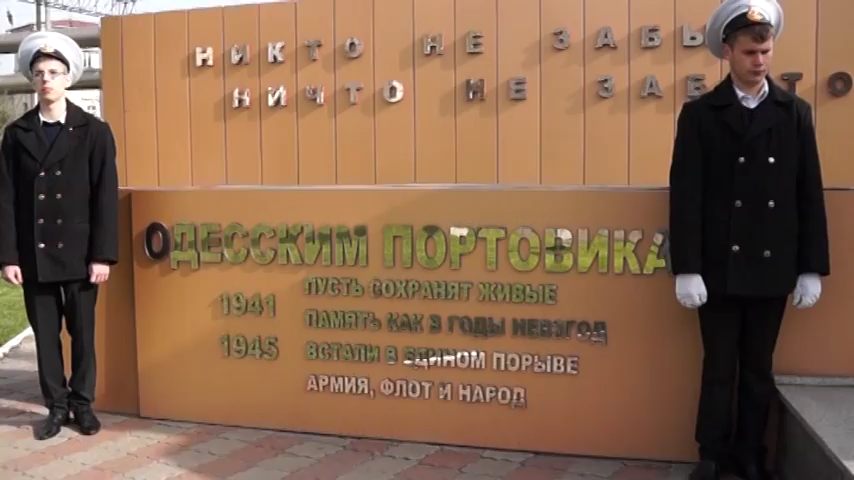 НИКТО НЕ ЗАБЫ
НИЧТО НЕ ЗАБЫТО
ОДЕССКИМ ПОРТОВИКА
1941
1945
ПУСТЬ СОХРАНЯТ ЖИВЫЕ
ПАМЯТЬ КАК В ГОДЫ НЕВЗГОД
ВСТАЛИ В ЕДИНОМ ПОРЫВЕ
АРМИЯ, ФЛОТ И НАРОД